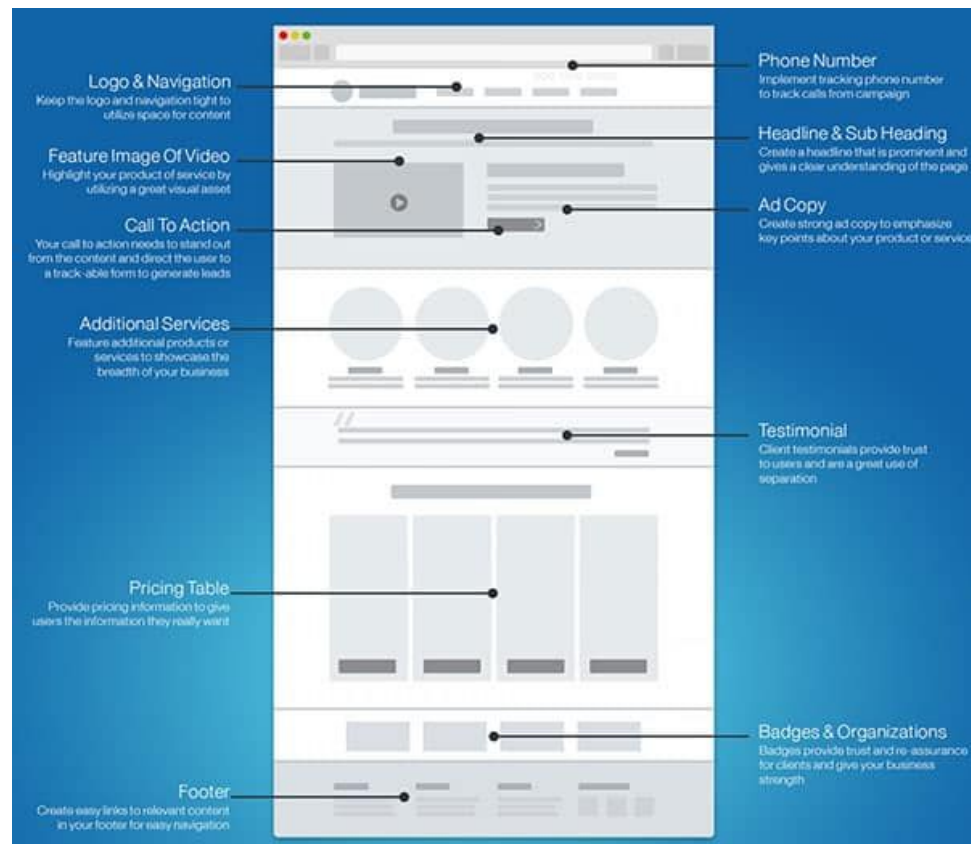 Logo & Navigation
Keep the logo and navigation tight to
utilize space for content
Feature Image Of Video
Highlight your product of service by
utilizing a great visual asset
Call To Action
Your call to action needs to stand out
from the content and direct the user to
a track-able form to generate leads
Additional Services
Feature additional products or
services to showcase the
breadth of your business
Pricing Table
Provide pricing information to give
users the information they really want
Footer
Create easy links to relevant content
in your footer for easy navigation
Phone Number
Implement tracking phone number
to track calls from campaign
Headline & Sub Heading
Create a headline that is prominent and
gives a clear understanding of the page
Ad Copy
Create strong ad copy to emphasize
key points about your product or service
Testimonial
Client testimonials provide trust
to users and are a great use of
separation
Badges & Organizations
Badges provide trust and re-assurance
for clients and give your business
strength